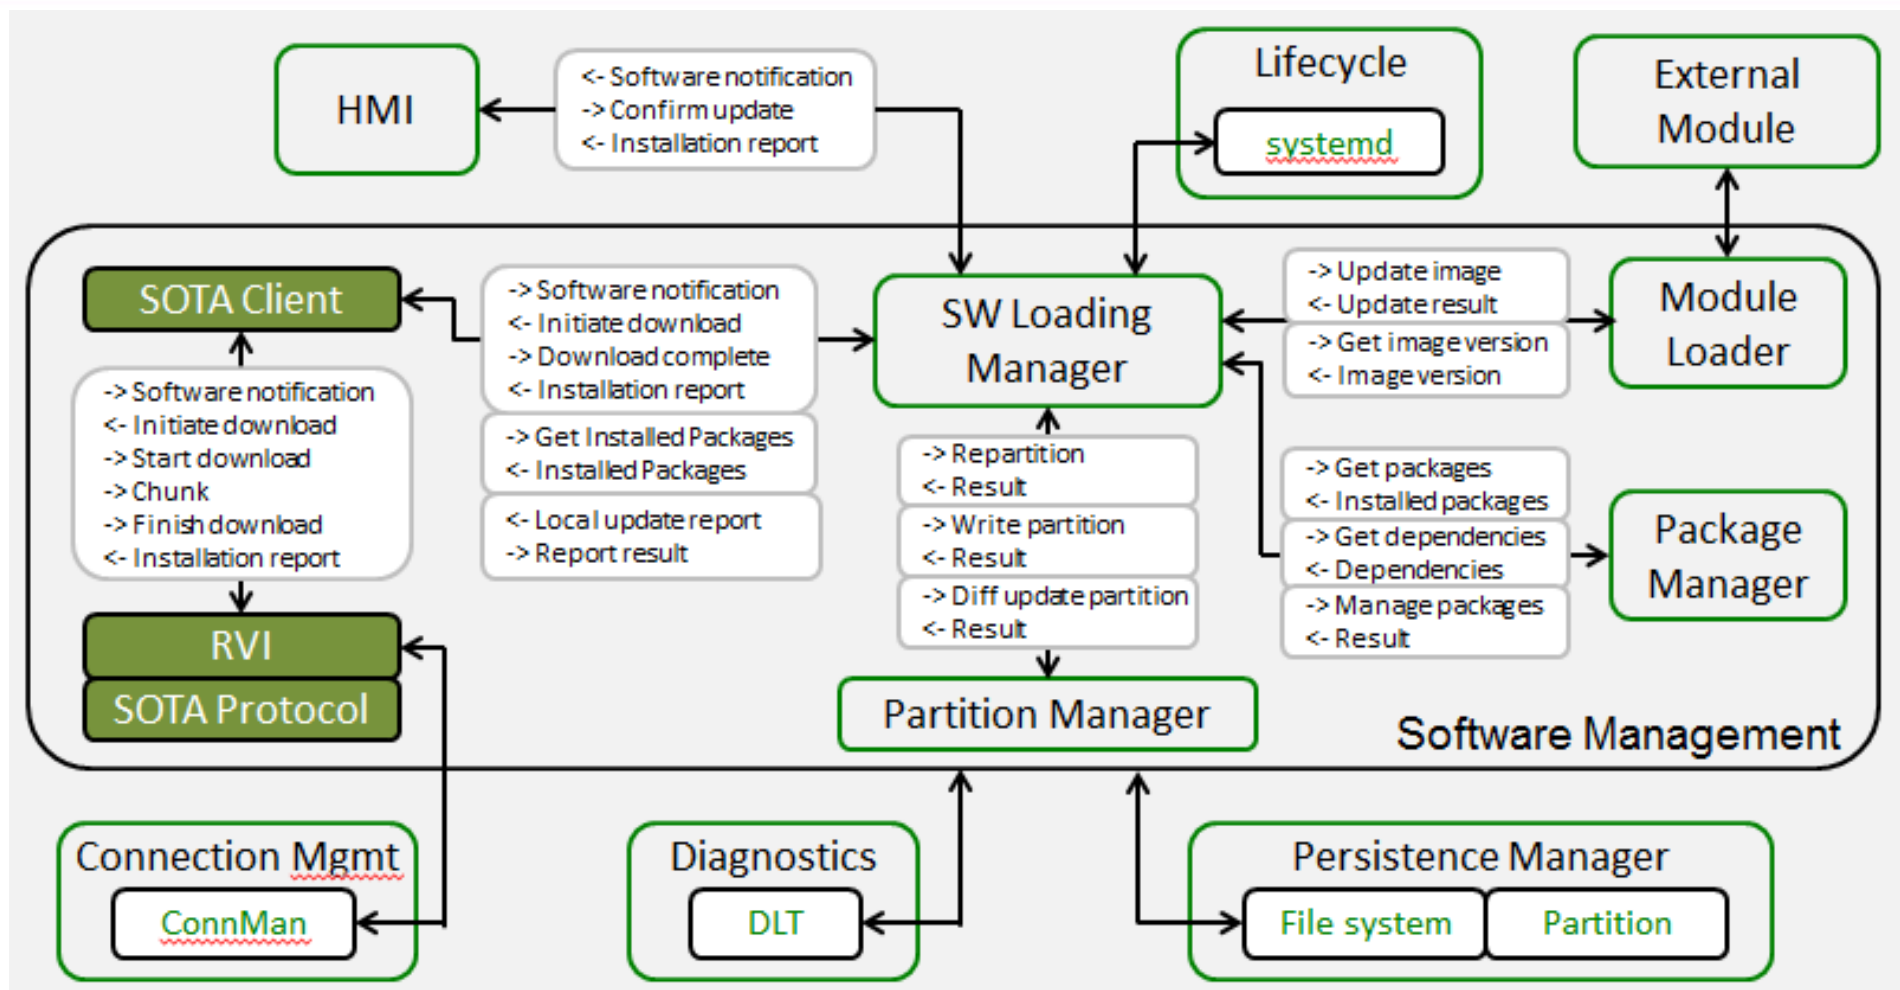 HMI
<- Software notification
-> Confirm update
<- Installation report
Lifecycle
systemd
External
Module
SOTA Client
-> Software notification
<- Initiate download
-> Download complete
<- Installation report
-> Get Installed Packages
<- Installed Packages
<- Local update report
-> Report result
SW Loading
Manager
-> Update image
<- Update result
-> Get image version
<- Image version
Module
Loader
-> Software notification
<- Initiate download
-> Start download
-> Chunk
-> Finish download
<- Installation report
-> Repartition
<- Result
-> Write partition
<- Result
-> Diff update partition
<- Result
-> Get packages
<- Installed packages
-> Get dependencies
<- Dependencies
-> Manage packages
<- Result
Package
Manager
RVI
SOTA Protocol
Partition Manager
Software Management
Connection Mgmt
ConnMan
Diagnostics
DLT
Persistence Manager
File system
Partition